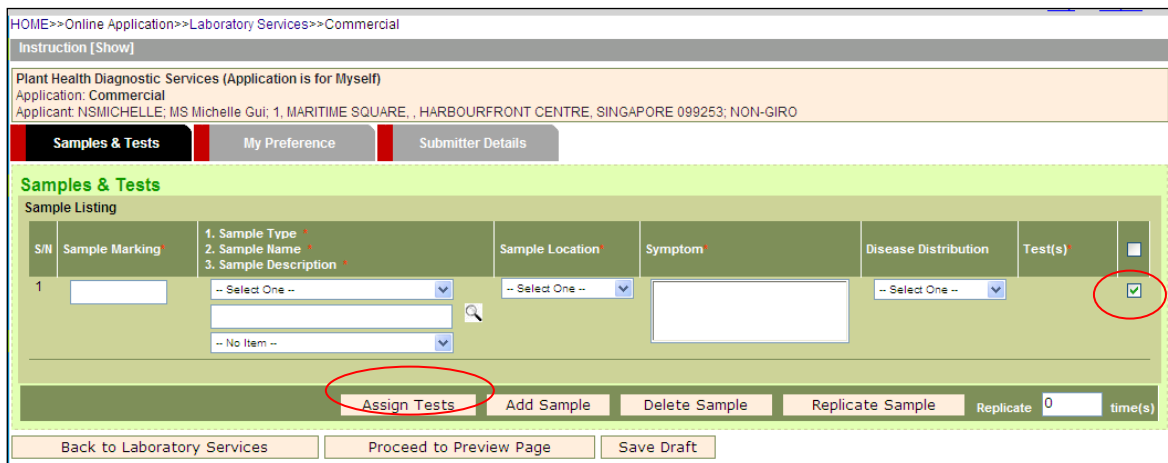 HOME>>Online Application>>Laboratory Services>>Commercial
Instruction [Show]
Plant Health Diagnostic Services (Application is for Myself)
Application: Commercial
Applicant: NSMICHELLE; MS Michelle Gui; 1, MARITIME SQUARE, , HARBOURFRONT CENTRE, SINGAPORE 099253; NON-GIRO
Samples & Tests My Preference Submitter Details
Samples & Tests
Sample Listing
S/N Sample Marking* 1. Sample Type * Sample Location* Symptom* Disease Distribution Test(s)*
2. Sample Name *
3. Sample Description *
1 -- Select One -- -- Select One -- -- Select One --
-- No Item --
Assign Tests Add Sample Delete Sample Replicate Sample Replicate 0 time(s)
Back to Laboratory Services Proceed to Preview Page Save Draft